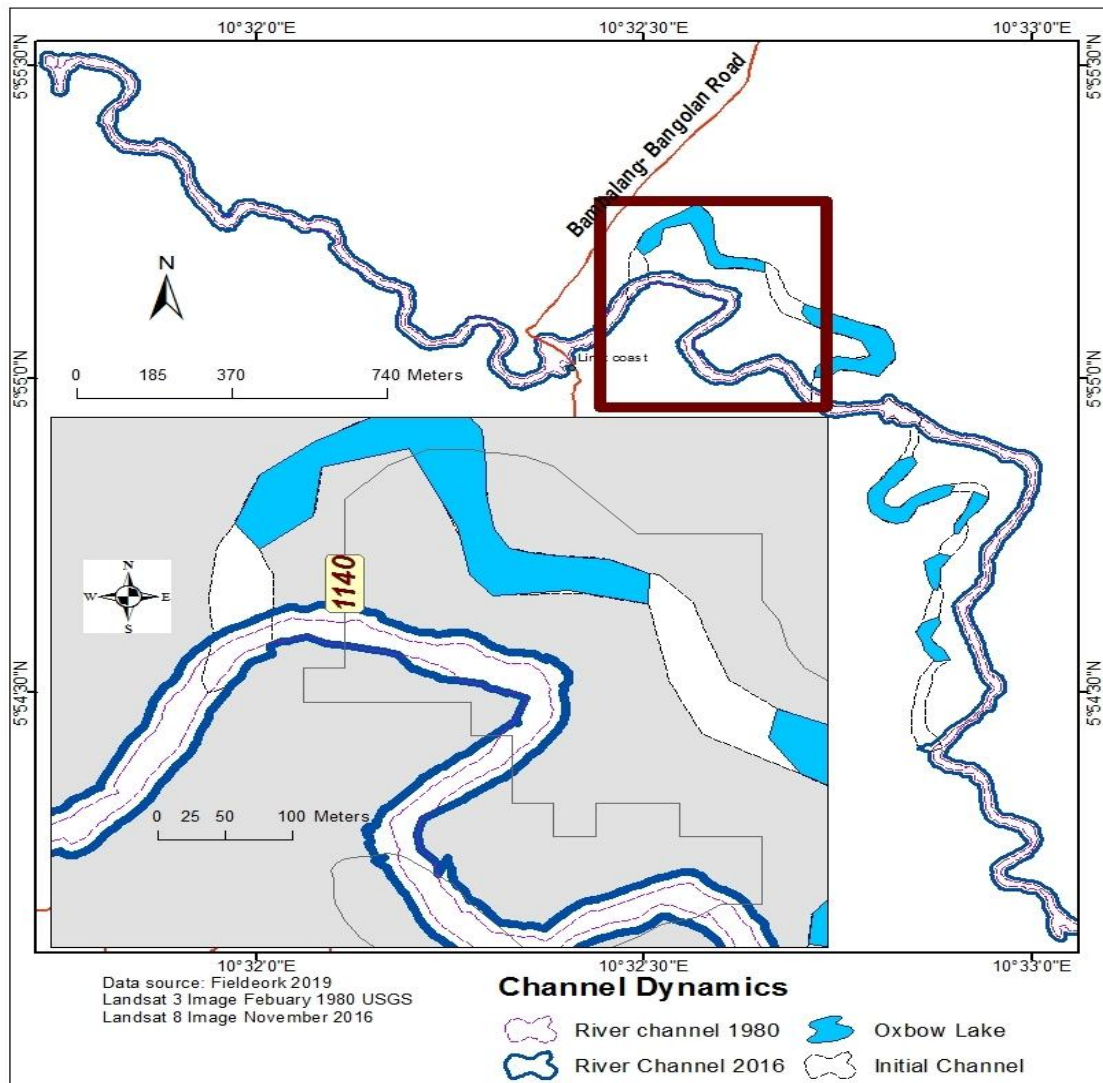 10°32'0"E 10°32'30"E 10°33'0"E
5°55'30"N 5°55'30"N
Bambalang- Bangolan Road
N
coast
5°55'0"N 5°55'0"N
0 185 370 740 Meters
1140
N
W E
S
5°54'30"N 5°54'30"N
0 25 50 100 Meters
10°32'0"E 10°32'30"E 10°33'0"E
Data source: Fieldeork 2019
Landsat 3 Image Febuary 1980 USGS
Landsat 8 Image November 2016
Channel Dynamics
River channel 1980 Oxbow Lake
River Channel 2016 Initial Channel